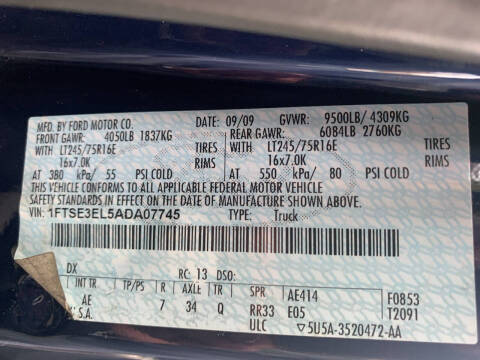 MFD. BY FORD MOTOR CO.
DATE: 09/09 GVWR: 9500LB/ 4309KG
FRONT GAWR: 4050LB 1837KG REAR GAWR: 6084LB 2760KG
WITH LT245/75R16E TIRES WITH LT245/75R16E TIRES
16x7.0K RIMS 16x7.0K RIMS
AT 380 kPa/ 55 PSI COLD AT 550 kPa/ 80 PSI COLD
THIS VEHICLE CONFORMS TO ALL APPLICABLE FEDERAL MOTOR VEHICLE
SAFETY STANDARDS IN EFFECT ON THE DATE OF MANUFACTURE SHOWN ABOVE.
VIN: 1FTSE3EL5ADA07745 TYPE: Truck
DX RC: 13 DSO:
INT TR TP/PS R AXLE TR SPR AE414 F0853
AE 7 34 Q RR33 E05 T2091
S.A. ULC ▽5U5A-3520472-AA